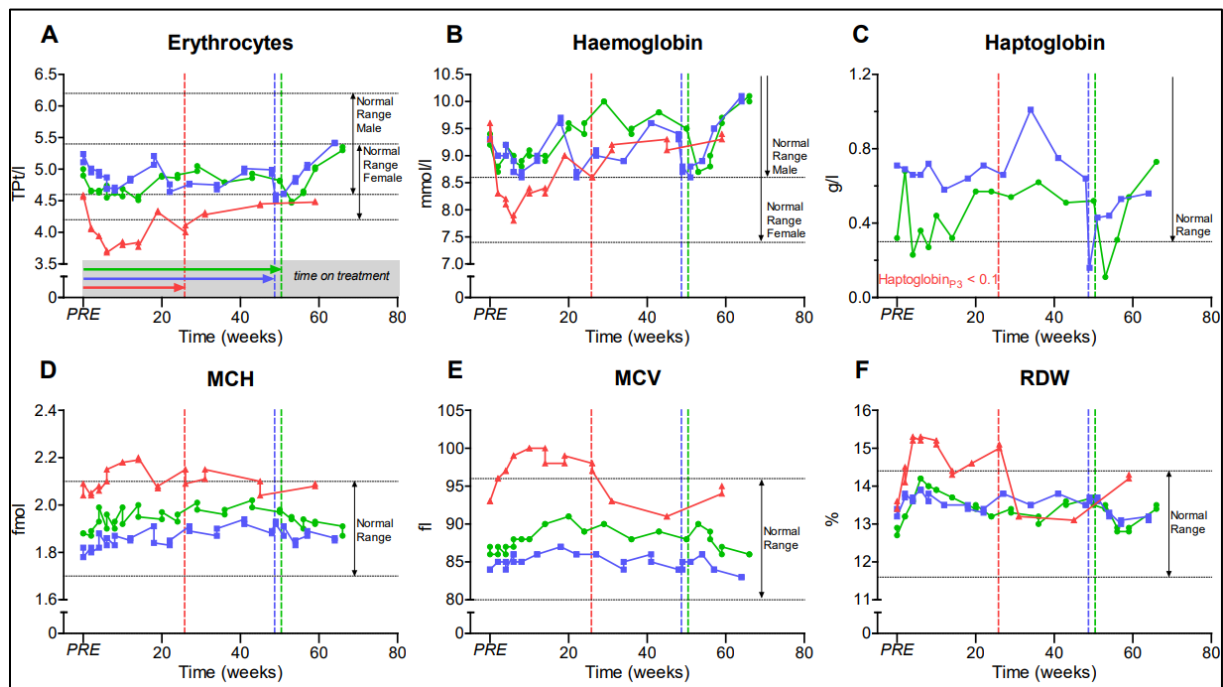 A
Erythrocytes
6.5
6.0
5.5
5.0
4.5
4.0
3.5
0
TPt/l
Normal
Range
Male
Normal
Range
Female
time on treatment
PRE
20
40
60
80
Time (weeks)
B
Haemoglobin
10.5
10.0
9.5
9.0
8.5
8.0
7.5
7.0
0
mmol/l
Normal
Range
Male
Normal
Range
Female
PRE
20
40
60
80
Time (weeks)
C
Haptoglobin
1.2
0.9
0.6
0.3
0.0
g/l
Normal
Range
HaptoglobinP3 < 0.1
PRE
20
40
60
80
Time (weeks)
D
MCH
2.4
2.2
2.0
1.8
1.6
0
fmol
Normal
Range
PRE
20
40
60
80
Time (weeks)
E
MCV
105
100
95
90
85
80
0
fl
Normal
Range
PRE
20
40
60
80
Time (weeks)
F
RDW
16
15
14
13
12
11
0
%
Normal
Range
PRE
20
40
60
80
Time (weeks)